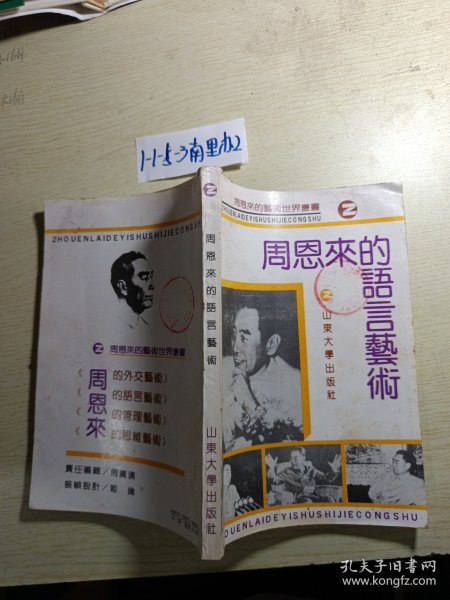 1-1-5-3南里办2
周恩來的藝術世界叢書
ZHOUENLAIDEYISHUSHIJIECONGSHU
周恩來的
語言藝術
山東大學出版社
ZHOUENLAIDEYISHUSHIJIECONGSHU
周恩來的語言藝術
山東大學出版社
ZHOUENLAIDEYISHUSHIJIECONGSHU
周恩來的藝術世界叢書
周恩來
《的外交藝術》
《的語言藝術》
《的管理藝術》
《的思維藝術》
責任編輯/周廣璜
裝幀設計/
孔夫子旧书网
www.kongfz.com